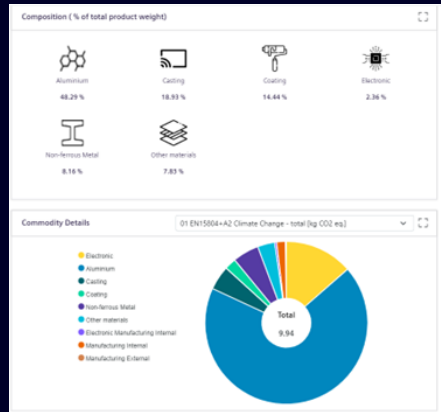 Composition ( % of total product weight)
Aluminium
Casting
Coating
Electronic
48.29 %
18.93 %
14.44 %
2.36 %
Non-ferrous Metal
Other materials
8.16 %
7.83 %
Commodity Details
01 EN15804+A2 Climate Change - total [kg CO2 eq.]
Electronic
Aluminium
Casting
Coating
Non-ferrous Metal
Other materials
Electronic Manufacturing Internal
Manufacturing Internal
Manufacturing External
Total
9.94